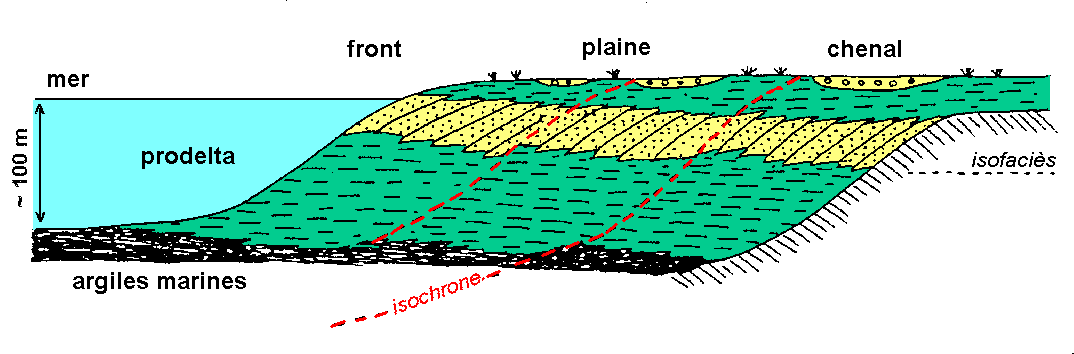 front
plaine
chenal
mer
~ 100 m
prodelta
isofaciès
argiles marines
isochrone